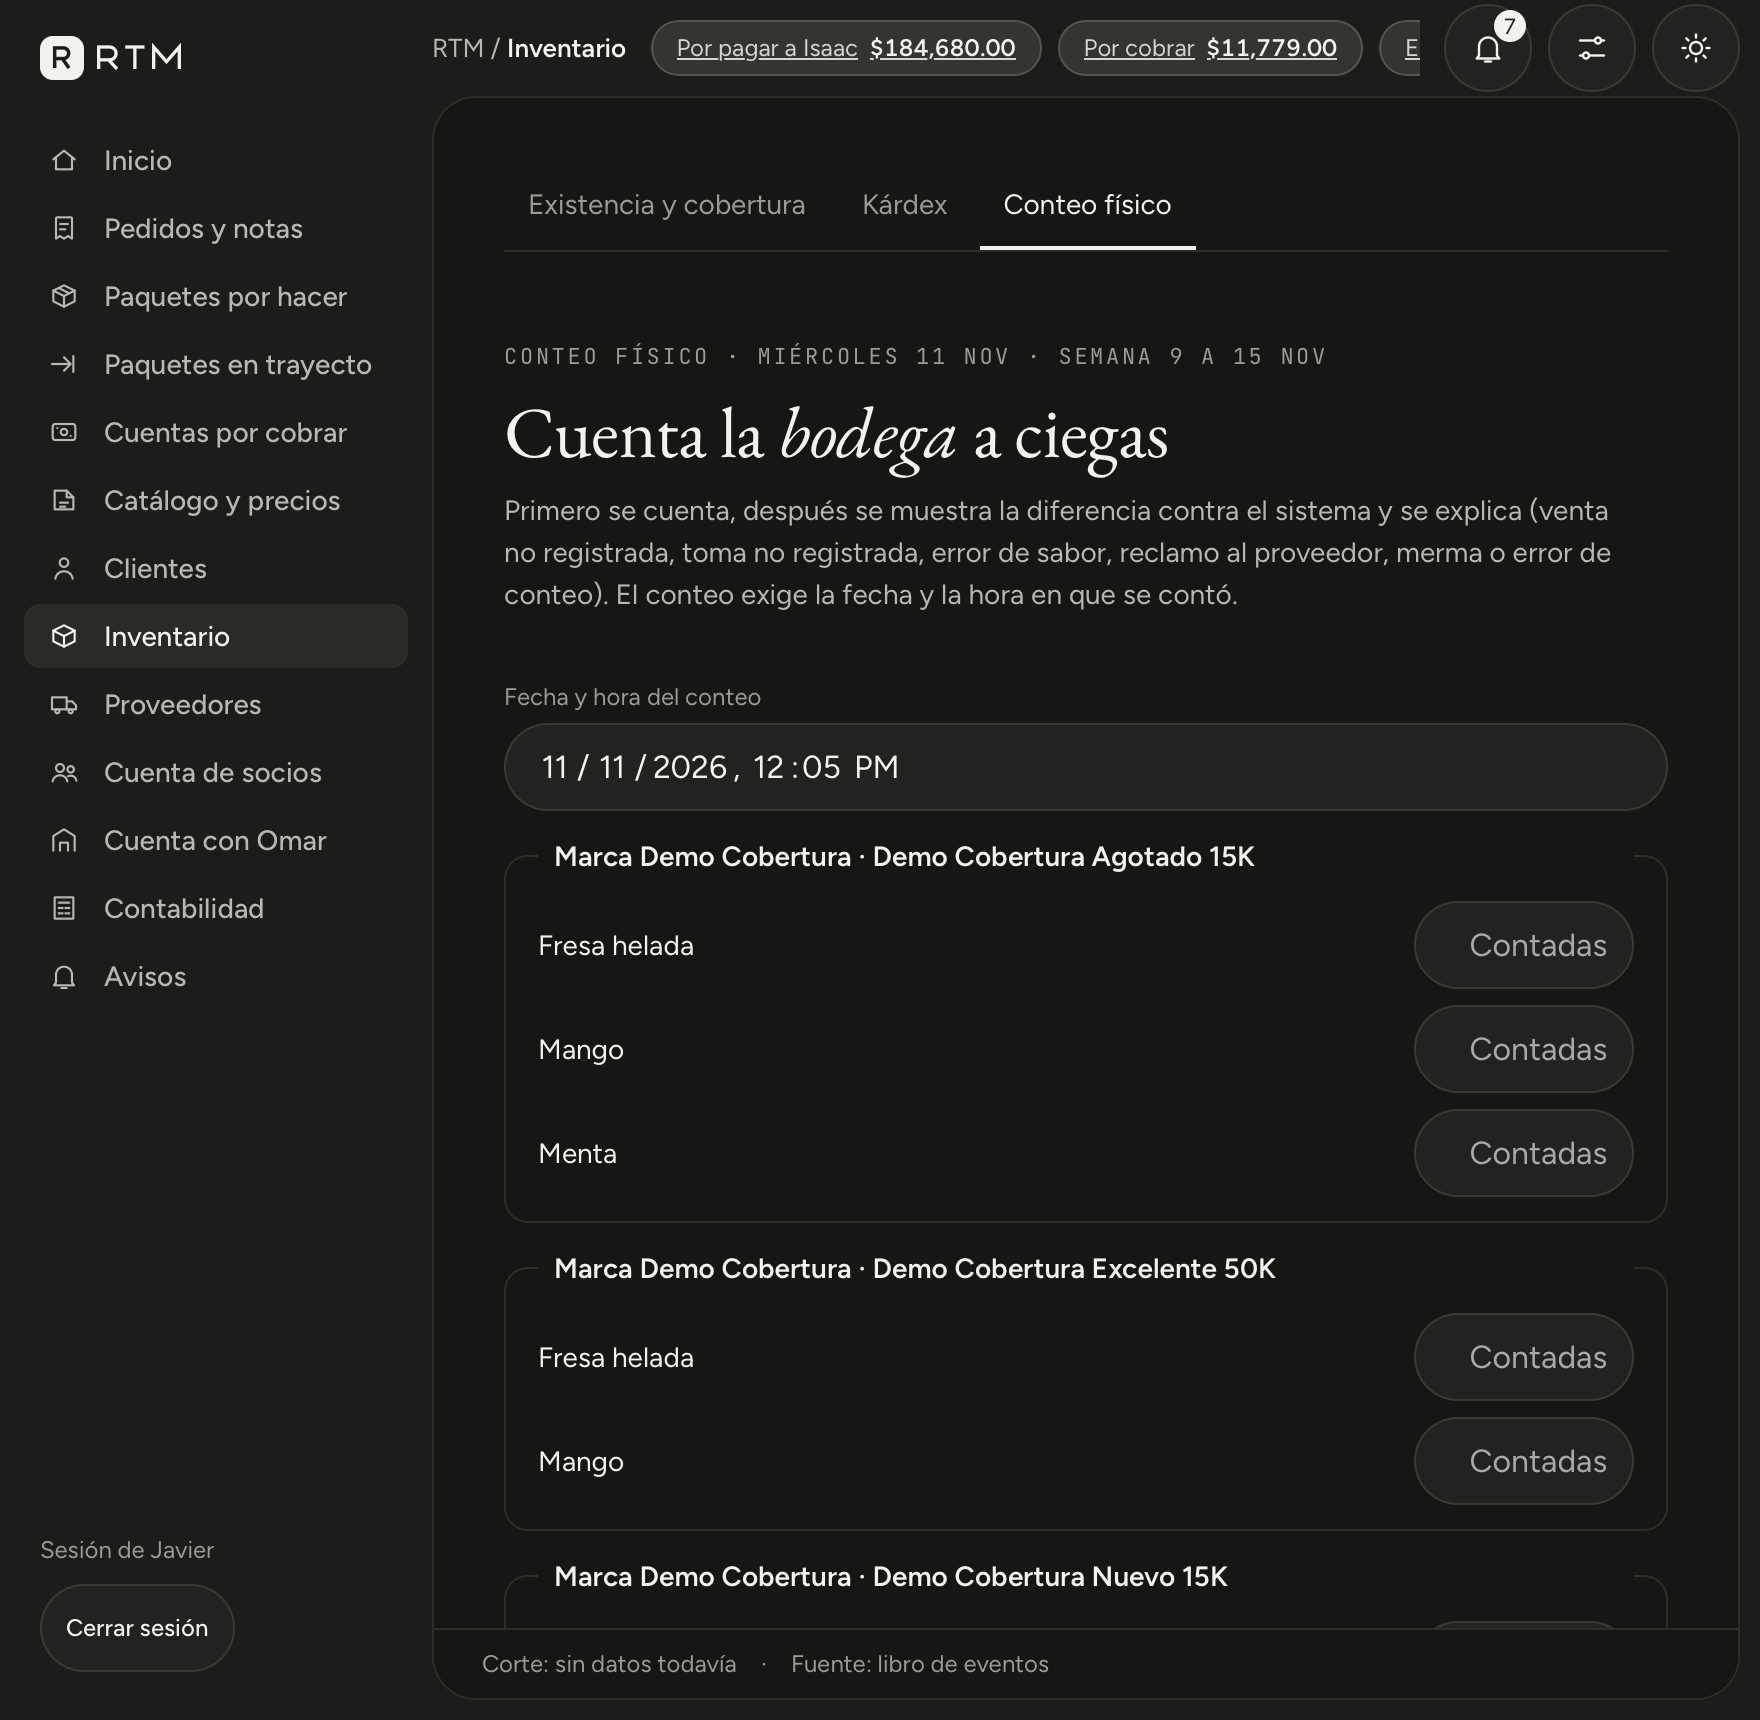 R RTM
RTM / Inventario
Por pagar a Isaac $184,680.00
Por cobrar $11,779.00
E
7
Inicio
Pedidos y notas
Paquetes por hacer
Paquetes en trayecto
Cuentas por cobrar
Catálogo y precios
Clientes
Inventario
Proveedores
Cuenta de socios
Cuenta con Omar
Contabilidad
Avisos
Sesión de Javier
Cerrar sesión
Existencia y cobertura
Kárdex
Conteo físico
CONTEO FÍSICO · MIÉRCOLES 11 NOV · SEMANA 9 A 15 NOV
Cuenta la bodega a ciegas
Primero se cuenta, después se muestra la diferencia contra el sistema y se explica (venta
no registrada, toma no registrada, error de sabor, reclamo al proveedor, merma o error de
conteo). El conteo exige la fecha y la hora en que se contó.
Fecha y hora del conteo
11 / 11 / 2026, 12:05 PM
Marca Demo Cobertura · Demo Cobertura Agotado 15K
Fresa helada Contadas
Mango Contadas
Menta Contadas
Marca Demo Cobertura · Demo Cobertura Excelente 50K
Fresa helada Contadas
Mango Contadas
Marca Demo Cobertura · Demo Cobertura Nuevo 15K
Corte: sin datos todavía · Fuente: libro de eventos